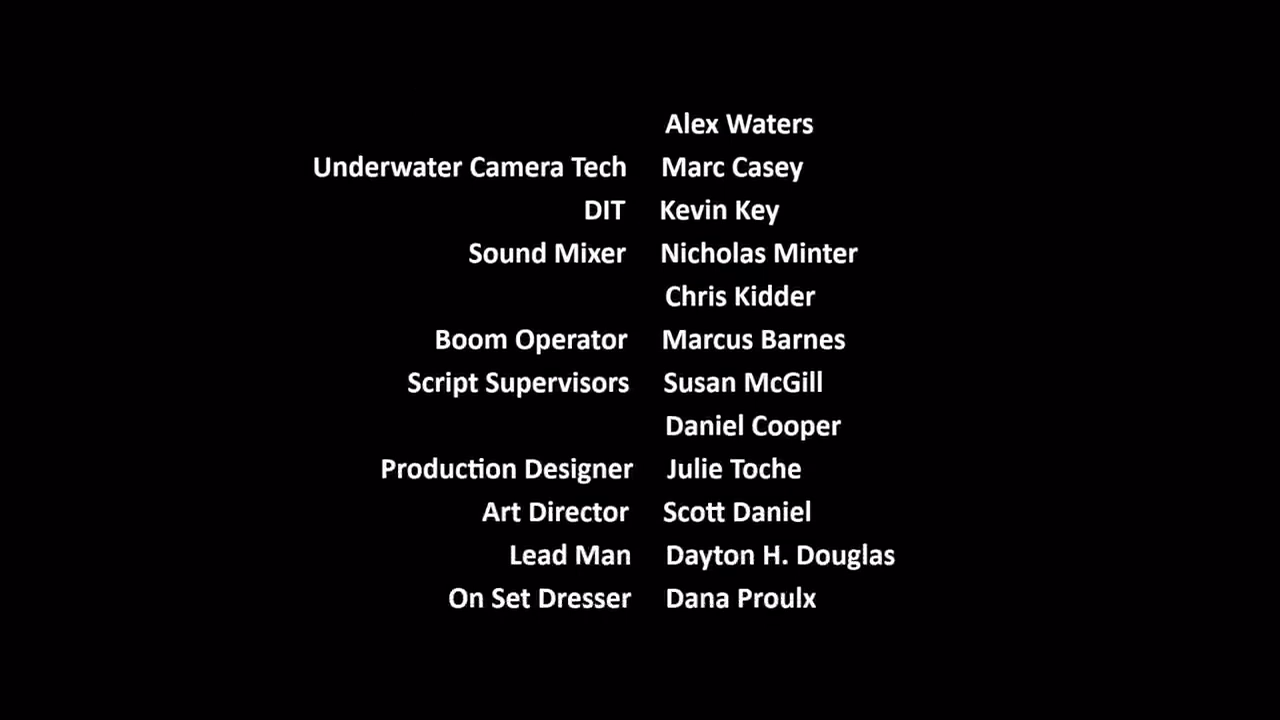 Alex Waters
Underwater Camera Tech Marc Casey
DIT Kevin Key
Sound Mixer Nicholas Minter
Chris Kidder
Boom Operator Marcus Barnes
Script Supervisors Susan McGill
Daniel Cooper
Production Designer Julie Toche
Art Director Scott Daniel
Lead Man Dayton H. Douglas
On Set Dresser Dana Proulx